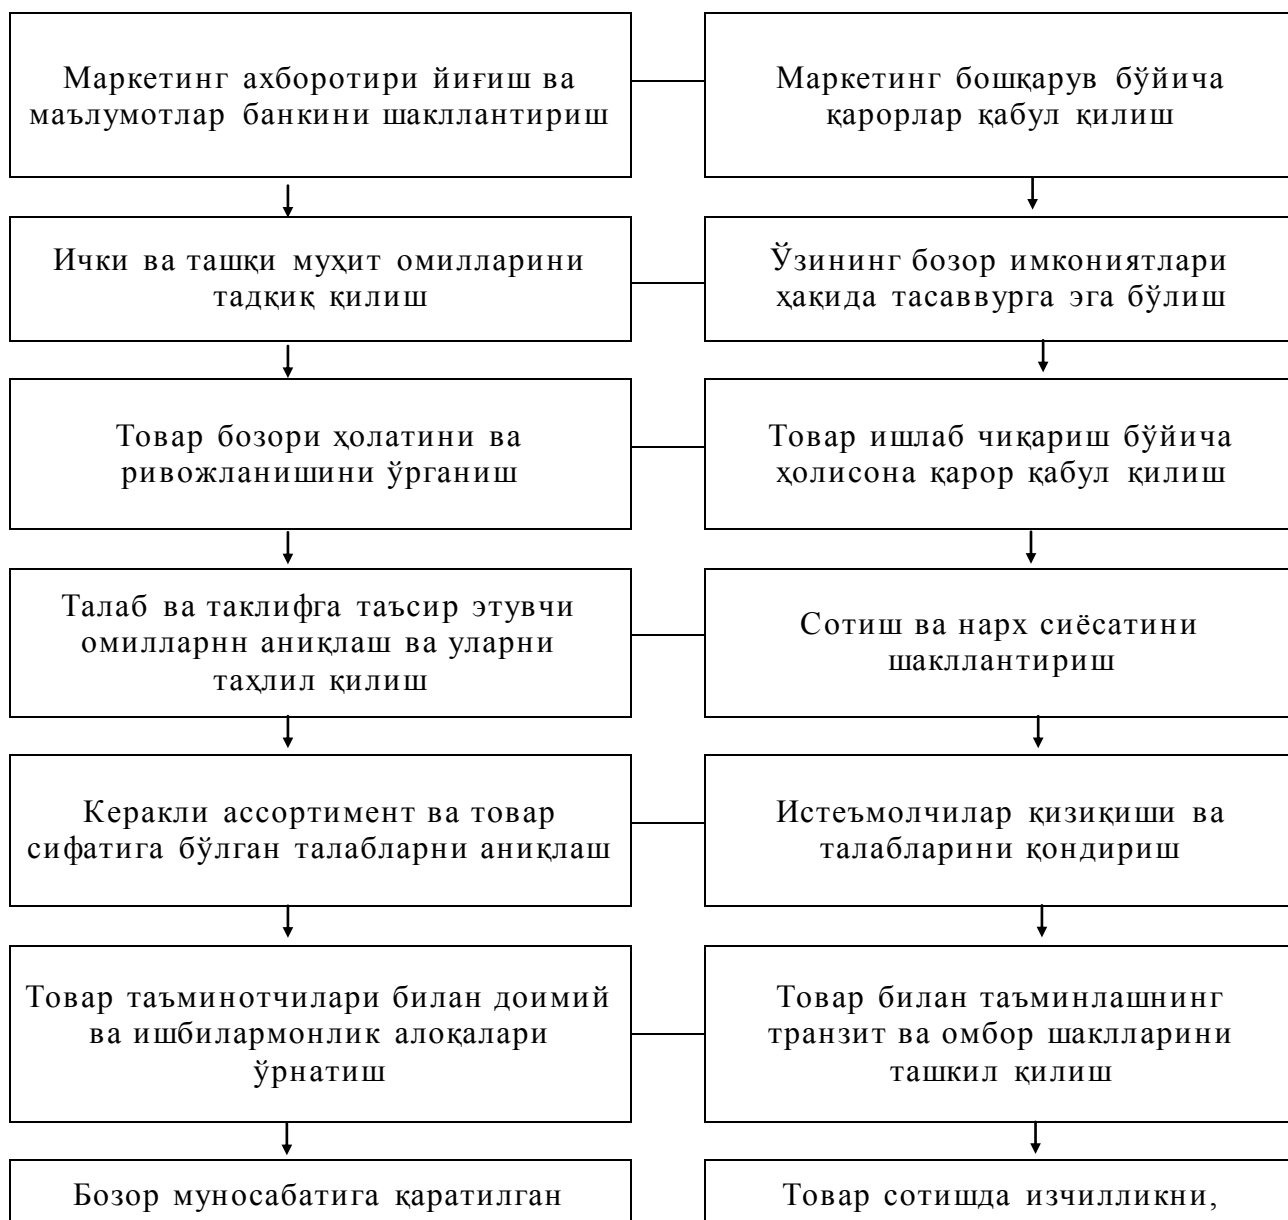 Маркетинг ахборотири йиғиш ва
маълумотлар банкини шакллантириш
Маркетинг бошқарув бўйича
қарорлар қабул қилиш
Ички ва ташқи муҳит омилларини
тадқиқ қилиш
Ўзининг бозор имкониятлари
ҳақида тасаввурга эга бўлиш
Товар бозори ҳолатини ва
ривожланишини ўрганиш
Товар ишлаб чиқариш бўйича
ҳолисона қарор қабул қилиш
Талаб ва таклифга таъсир этувчи
омилларнн аниқлаш ва уларни
таҳлил қилиш
Сотиш ва нарх сиёсатини
шакллантириш
Керакли ассортимент ва товар
сифатига бўлган талабларни аниқлаш
Истеъмолчилар қизиқиши ва
талабларини қондириш
Товар таъминотчилари билан доимий
ва ишбилармонлик алоқалари
ўрнатиш
Товар билан таъминлашнинг
транзит ва омбор шаклларини
ташкил қилиш
Бозор муносабатига қаратилган
Товар сотишда изчилликни,